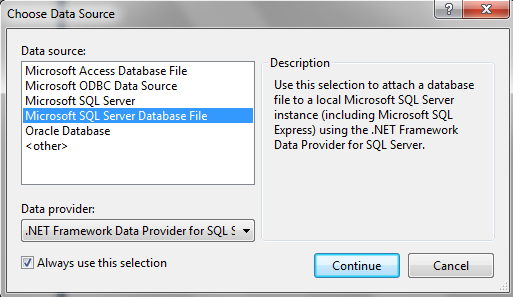 Choose Data Source
Data source:
Microsoft Access Database File
Microsoft ODBC Data Source
Microsoft SQL Server
Microsoft SQL Server Database File
Oracle Database
<other>
Description
Use this selection to attach a database
file to a local Microsoft SQL Server
instance (including Microsoft SQL
Express) using the .NET Framework
Data Provider for SQL Server.
Data provider:
.NET Framework Data Provider for SQL S
Always use this selection
Continue
Cancel